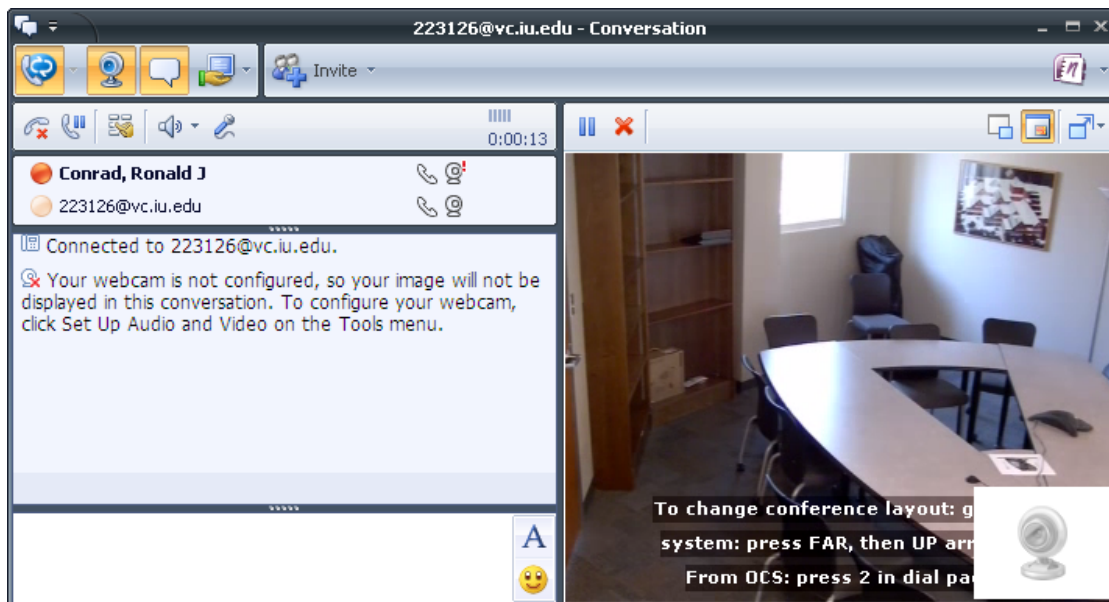 223126@vc.iu.edu - Conversation
Invite
0:00:13
Conrad, Ronald J
223126@vc.iu.edu
Connected to 223126@vc.iu.edu.
Your webcam is not configured, so your image will not be
displayed in this conversation. To configure your webcam,
click Set Up Audio and Video on the Tools menu.
A
To change conference layout: g
system: press FAR, then UP arr
From OCS: press 2 in dial pa